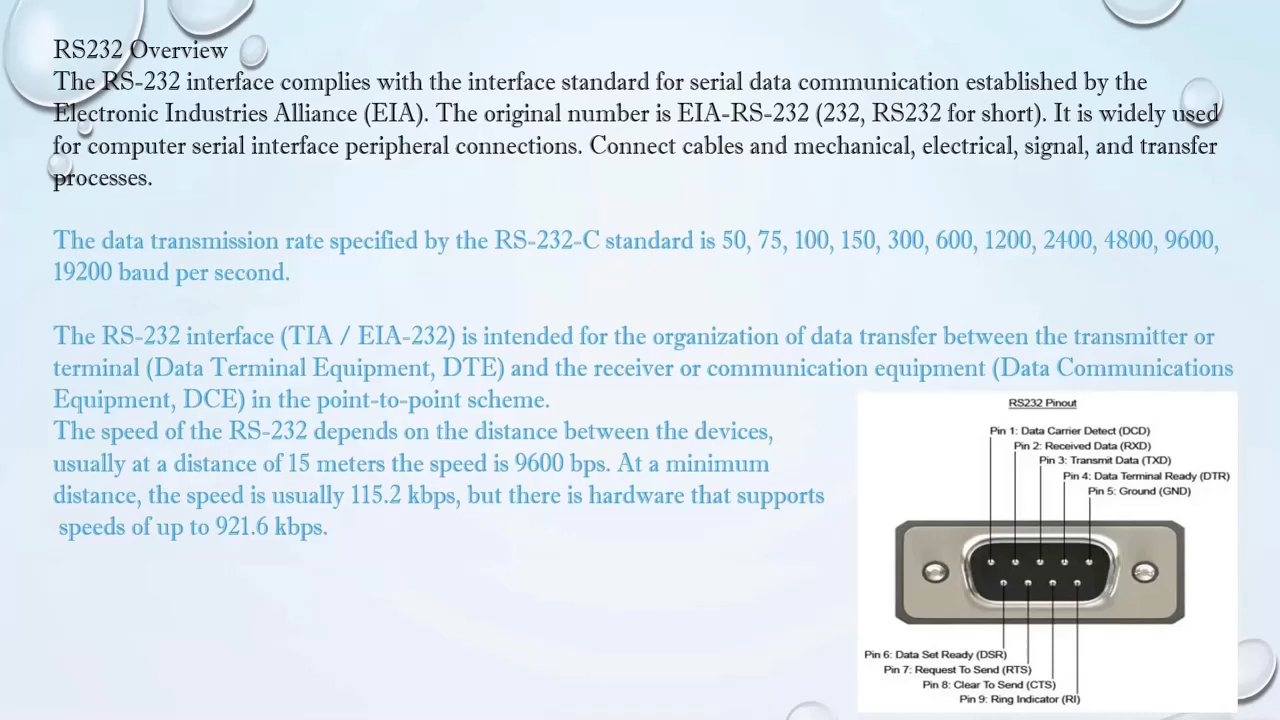 RS232 Overview
The RS-232 interface complies with the interface standard for serial data communication established by the
Electronic Industries Alliance (EIA). The original number is EIA-RS-232 (232, RS232 for short). It is widely used
for computer serial interface peripheral connections. Connect cables and mechanical, electrical, signal, and transfer
processes.
The data transmission rate specified by the RS-232-C standard is 50, 75, 100, 150, 300, 600, 1200, 2400, 4800, 9600,
19200 baud per second.
The RS-232 interface (TIA / EIA-232) is intended for the organization of data transfer between the transmitter or
terminal (Data Terminal Equipment, DTE) and the receiver or communication equipment (Data Communications
Equipment, DCE) in the point-to-point scheme.
The speed of the RS-232 depends on the distance between the devices,
usually at a distance of 15 meters the speed is 9600 bps. At a minimum
distance, the speed is usually 115.2 kbps, but there is hardware that supports
speeds of up to 921.6 kbps.
RS232 Pinout
Pin 1: Data Carrier Detect (DCD)
Pin 2: Received Data (RXD)
Pin 3: Transmit Data (TXD)
Pin 4: Data Terminal Ready (DTR)
Pin 5: Ground (GND)
Pin 6: Data Set Ready (DSR)
Pin 7: Request To Send (RTS)
Pin 8: Clear To Send (CTS)
Pin 9: Ring Indicator (RI)